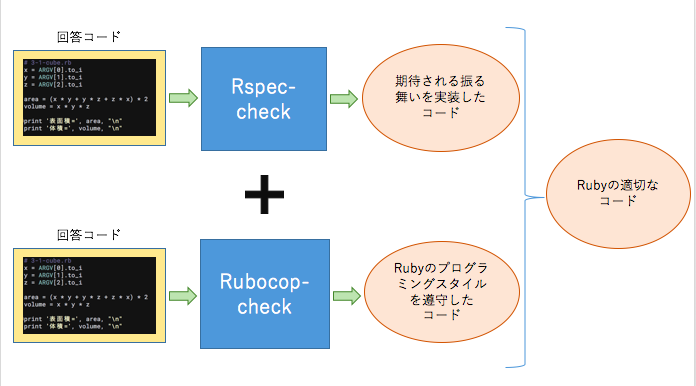 回答コード
# 3-1-cube.rb
x = ARGV[0].to_i
y = ARGV[1].to_i
z = ARGV[2].to_i
area = (x * y + y * z + z * x) * 2
volume = x * y * z
print '表面積=', area, "\n"
print '体積=', volume, "\n"
Rspec-
check
期待される振る
舞いを実装した
コード
+
Rubyの適切な
コード
回答コード
# 3-1-cube.rb
x = ARGV[0].to_i
y = ARGV[1].to_i
z = ARGV[2].to_i
area = (x * y + y * z + z * x) * 2
volume = x * y * z
print '表面積=', area, "\n"
print '体積=', volume, "\n"
Rubocop-
check
Rubyのプログラ
ミングスタイル
を遵守した
コード